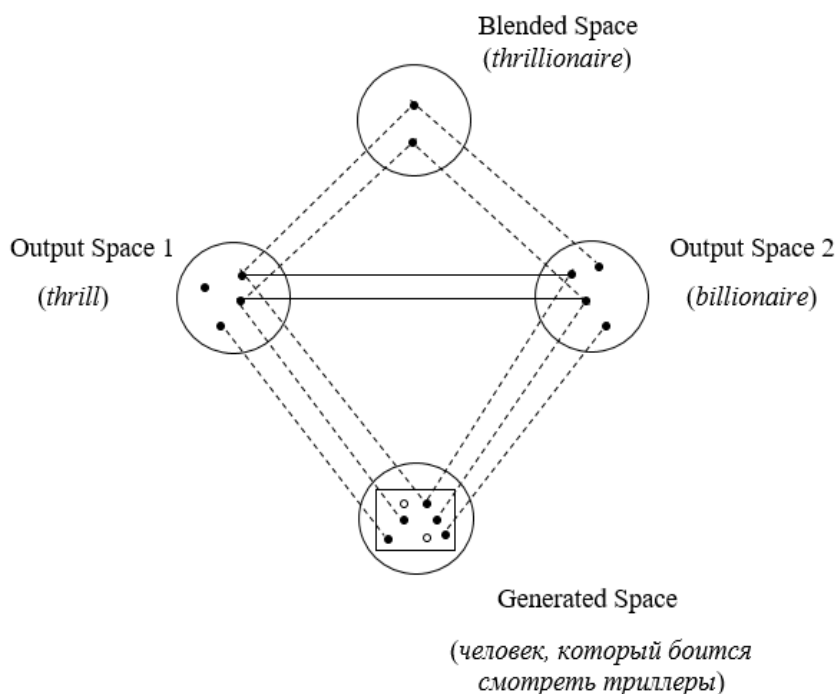 Blended Space
(thrillionaire)
Output Space 1
(thrill)
Output Space 2
(billionaire)
Generated Space
(человек, который боится
смотреть триллеры)